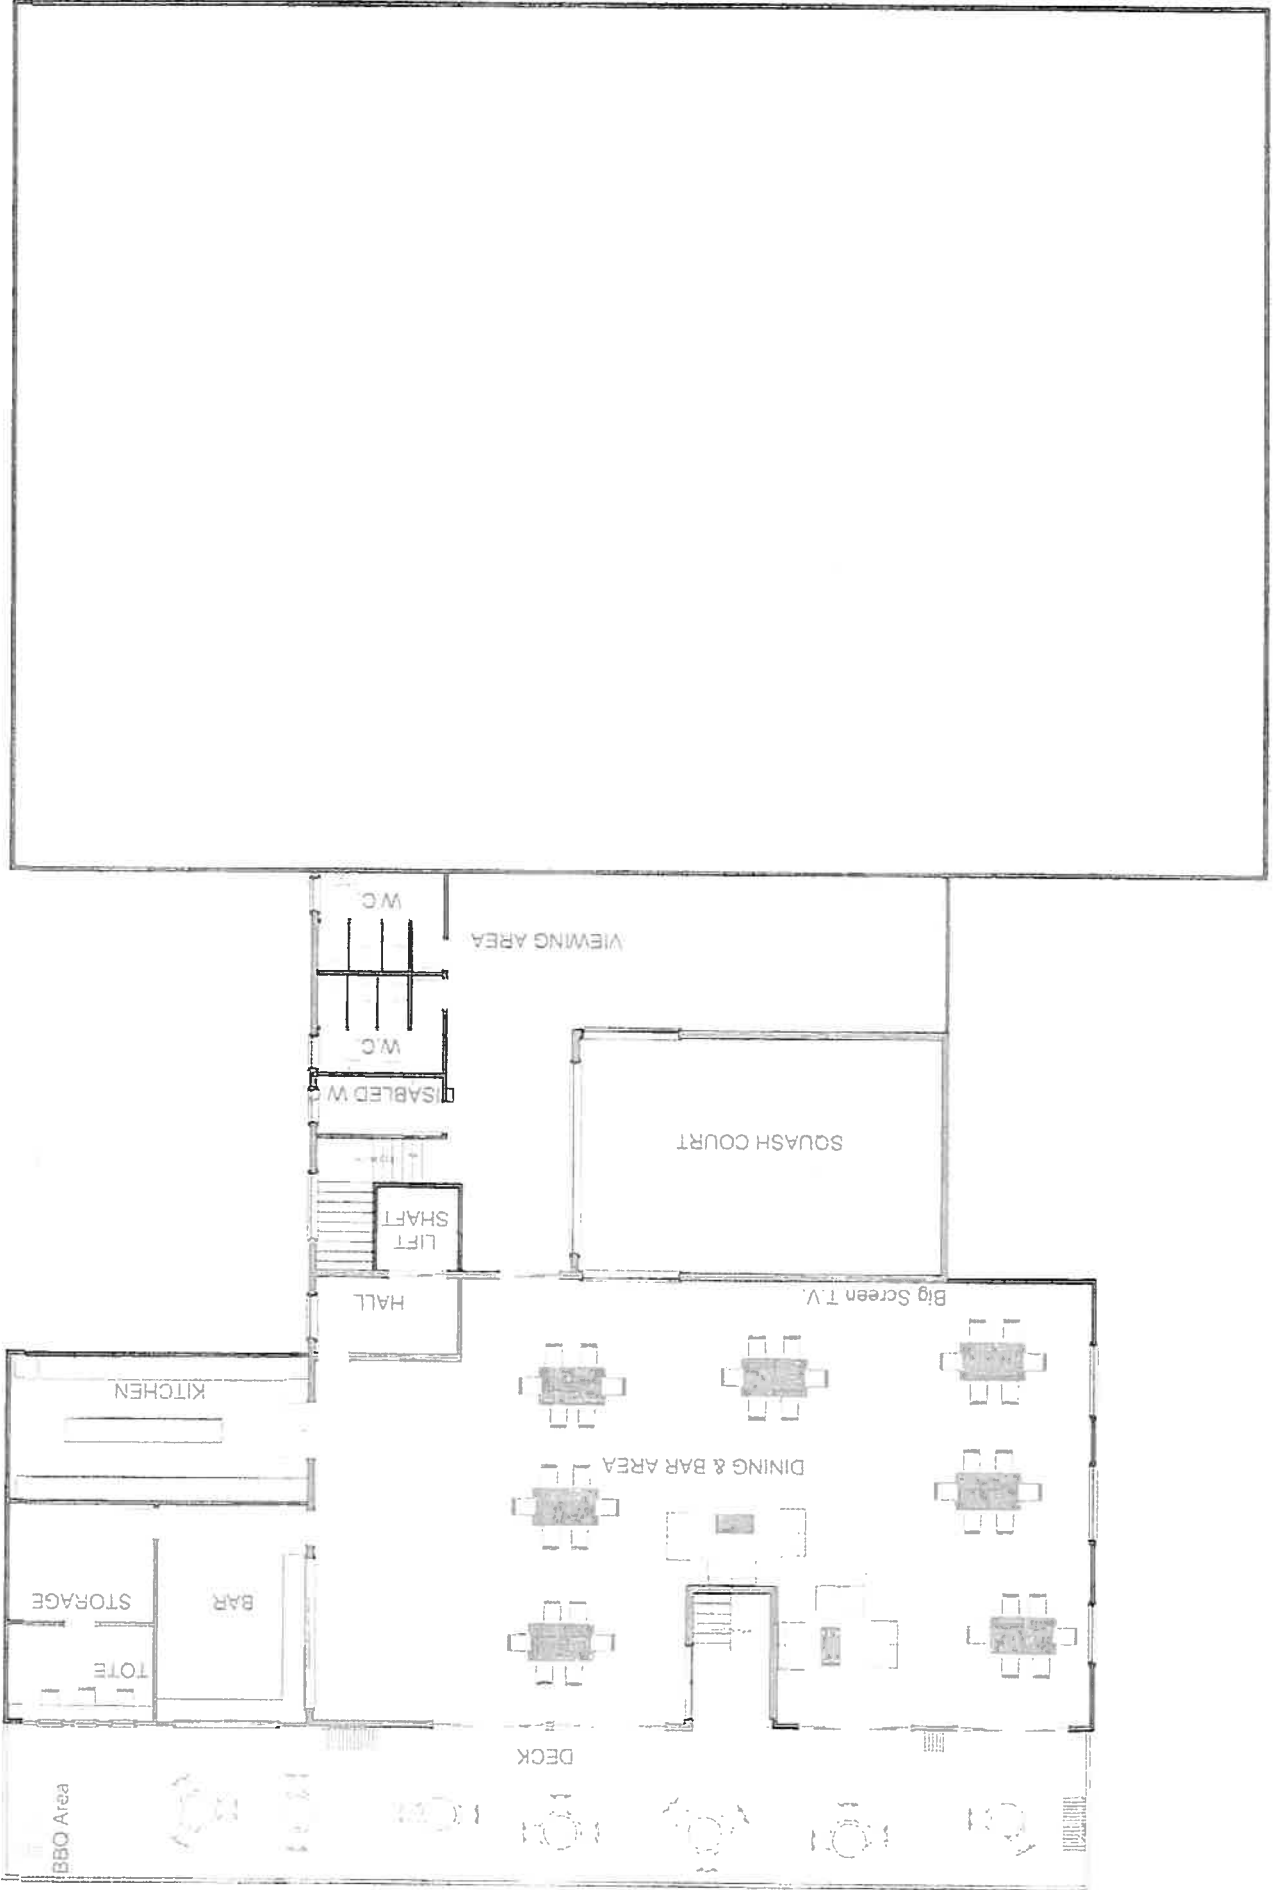 W.C.
VIEWING AREA
W.C.
ISABLED W
SQUASH COURT
LIFT
SHAFT
HALL
Big Screen T.V.
KITCHEN
DINING & BAR AREA
STORAGE
BAR
TOTE
DECK
BBQ Area